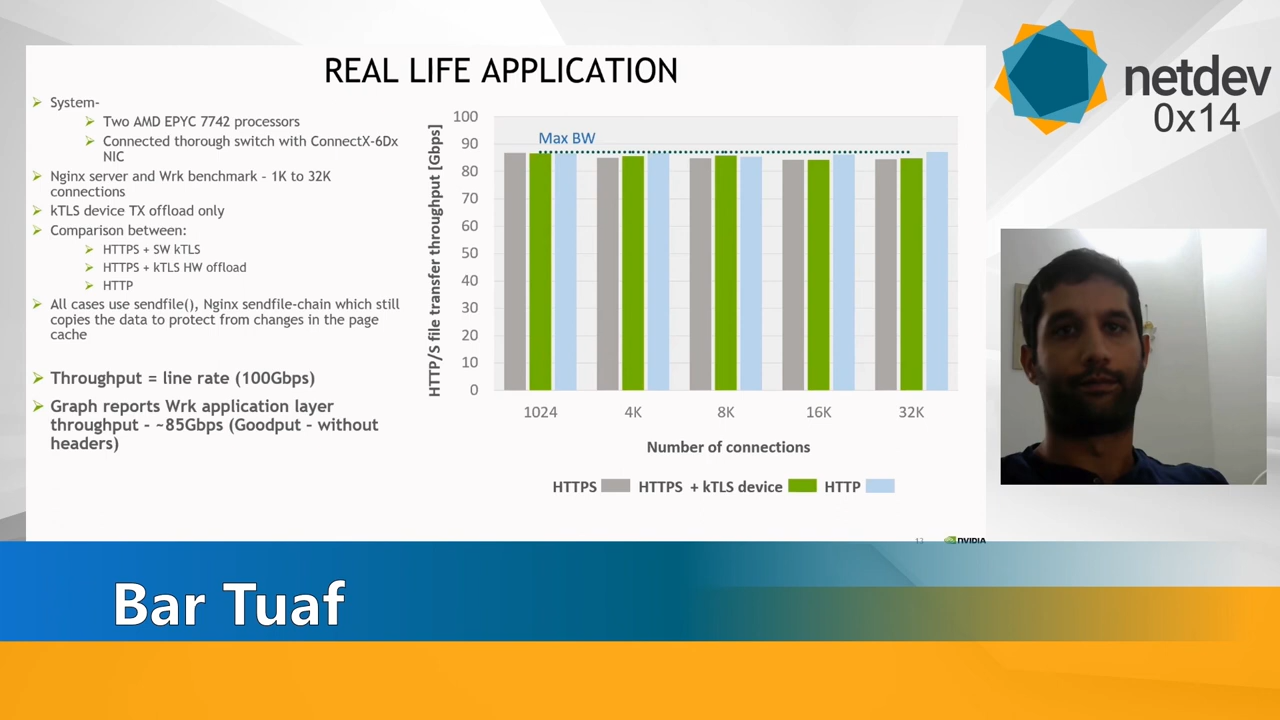 REAL LIFE APPLICATION
System-
Two AMD EPYC 7742 processors
Connected thorough switch with ConnectX-6Dx
NIC
Nginx server and Wrk benchmark - 1K to 32K
connections
kTLS device TX offload only
Comparison between:
HTTPS + SW kTLS
HTTPS + kTLS HW offload
HTTP
All cases use sendfile(), Nginx sendfile-chain which still
copies the data to protect from changes in the page
cache
Throughput = line rate (100Gbps)
Graph reports Wrk application layer
throughput - ~85Gbps (Goodput - without
headers)
HTTP/S file transfer throughput [Gbps]
100
90
80
70
60
50
40
30
20
10
0
Max BW
1024 4K 8K 16K 32K
Number of connections
HTTPS HTTPS + kTLS device HTTP
13 NVIDIA
netdev
0x14
Bar Tuaf